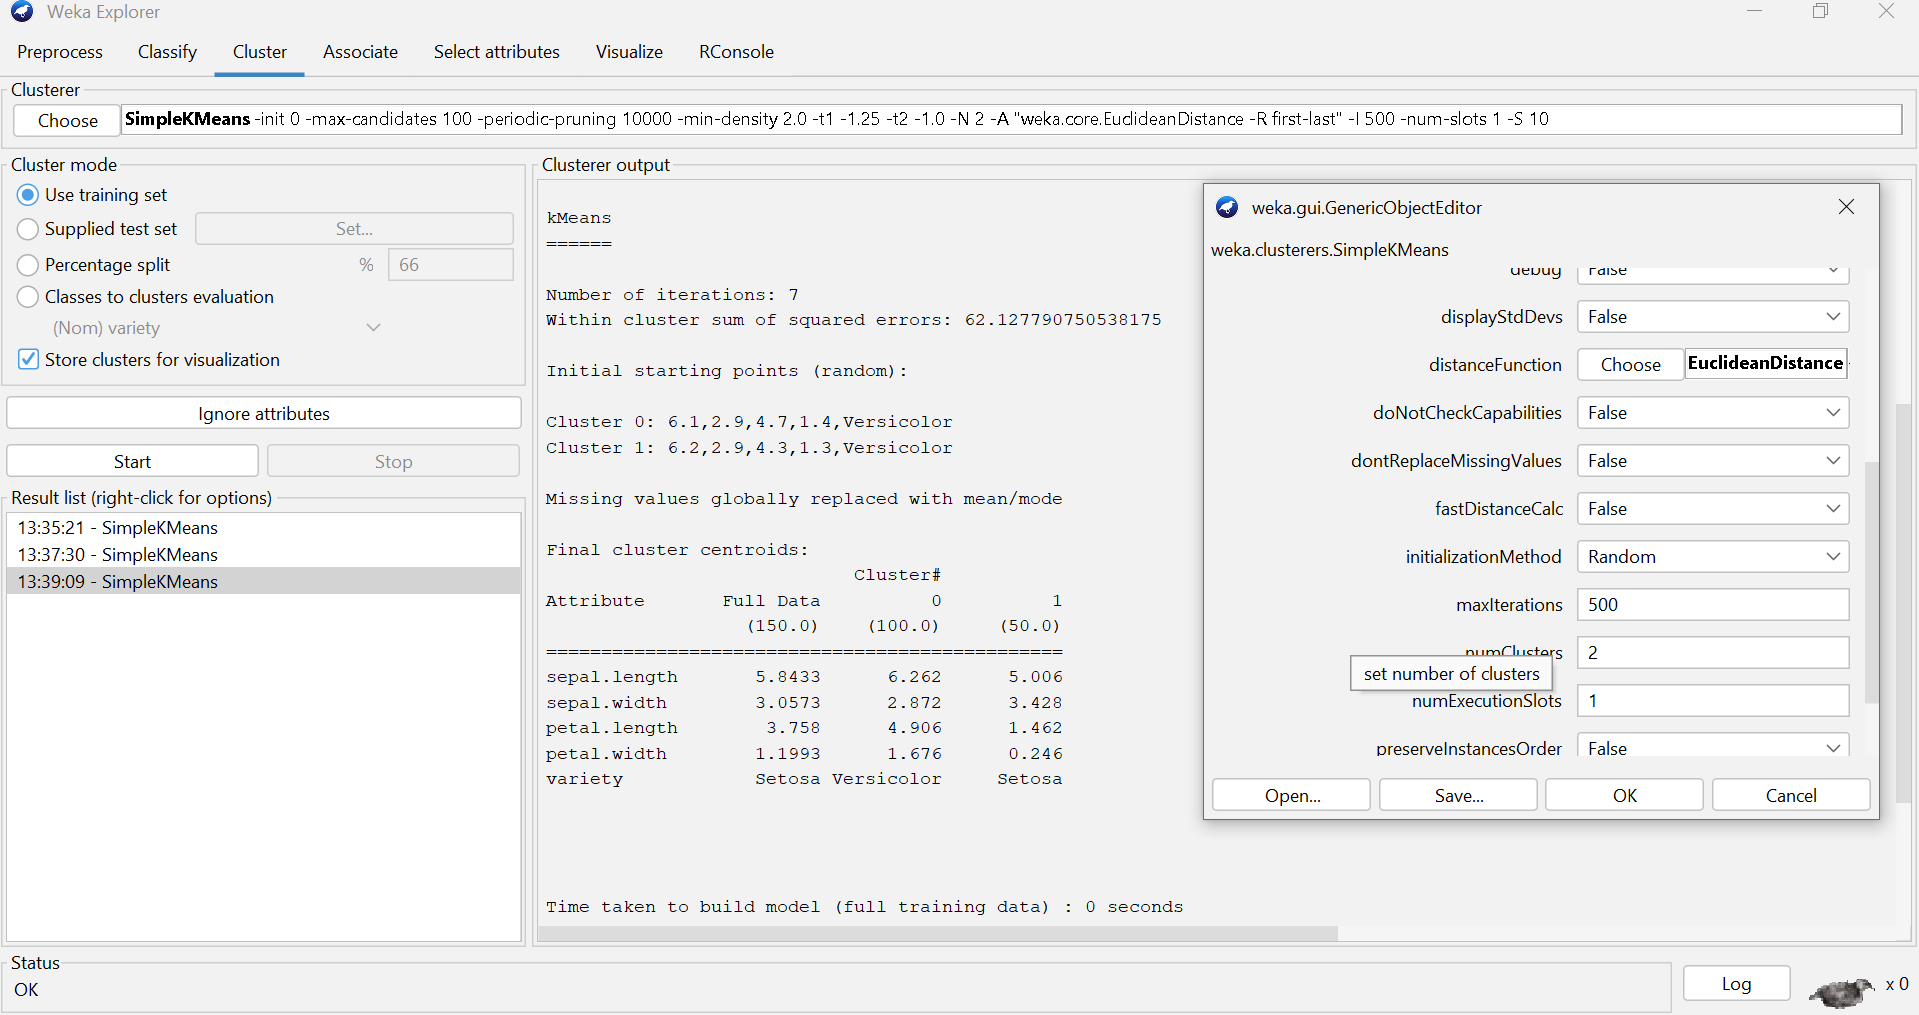 Weka Explorer
Preprocess Classify Cluster Associate Select attributes Visualize RConsole
Clusterer
Choose SimpleKMeans -init 0 -max-candidates 100 -periodic-pruning 10000 -min-density 2.0 -t1 -1.25 -t2 -1.0 -N 2 -A "weka.core.EuclideanDistance -R first-last" -I 500 -num-slots 1 -S 10
Cluster mode
Use training set
Supplied test set Set...
Percentage split % 66
Classes to clusters evaluation
(Nom) variety
Store clusters for visualization
Ignore attributes
Start Stop
Result list (right-click for options)
13:35:21 - SimpleKMeans
13:37:30 - SimpleKMeans
13:39:09 - SimpleKMeans
Clusterer output
kMeans
======
Number of iterations: 7
Within cluster sum of squared errors: 62.127790750538175
Initial starting points (random):
Cluster 0: 6.1,2.9,4.7,1.4,Versicolor
Cluster 1: 6.2,2.9,4.3,1.3,Versicolor
Missing values globally replaced with mean/mode
Final cluster centroids:
Cluster#
Attribute Full Data 0 1
(150.0) (100.0) (50.0)
===============================================
sepal.length 5.8433 6.262 5.006
sepal.width 3.0573 2.872 3.428
petal.length 3.758 4.906 1.462
petal.width 1.1993 1.676 0.246
variety Setosa Versicolor Setosa
Time taken to build model (full training data) : 0 seconds
weka.gui.GenericObjectEditor
weka.clusterers.SimpleKMeans
debug False
displayStdDevs False
distanceFunction Choose EuclideanDistance
doNotCheckCapabilities False
dontReplaceMissingValues False
fastDistanceCalc False
initializationMethod Random
maxIterations 500
numClusters 2
set number of clusters
numExecutionSlots 1
preserveInstancesOrder False
Open... Save... OK Cancel
Status
OK
Log x 0